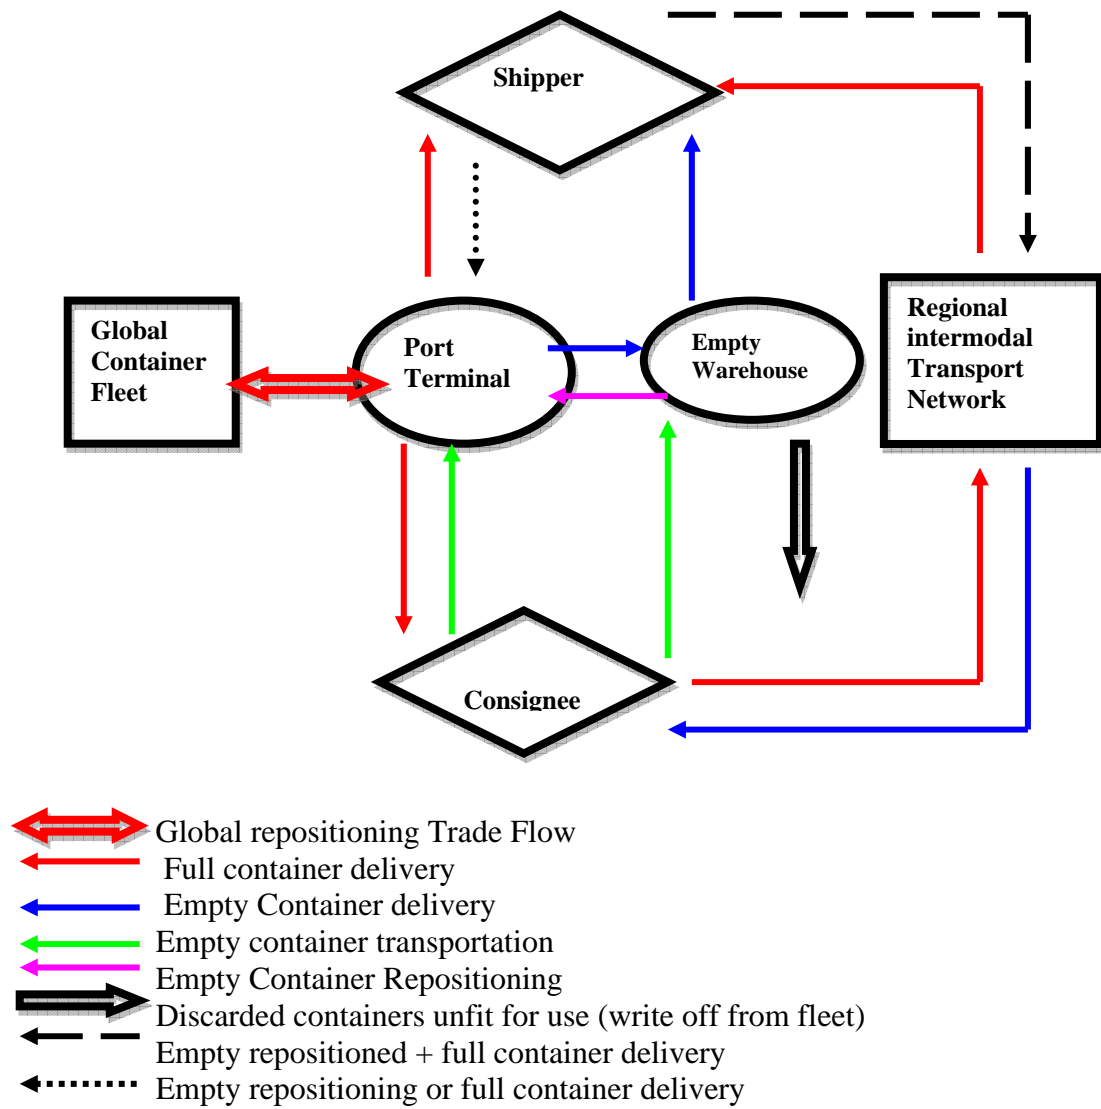 Shipper
Global
Container
Fleet
Port
Terminal
Empty
Warehouse
Regional
intermodal
Transport
Network
Consignee
Global repositioning Trade Flow
Full container delivery
Empty Container delivery
Empty container transportation
Empty Container Repositioning
Discarded containers unfit for use (write off from fleet)
Empty repositioned + full container delivery
Empty repositioning or full container delivery